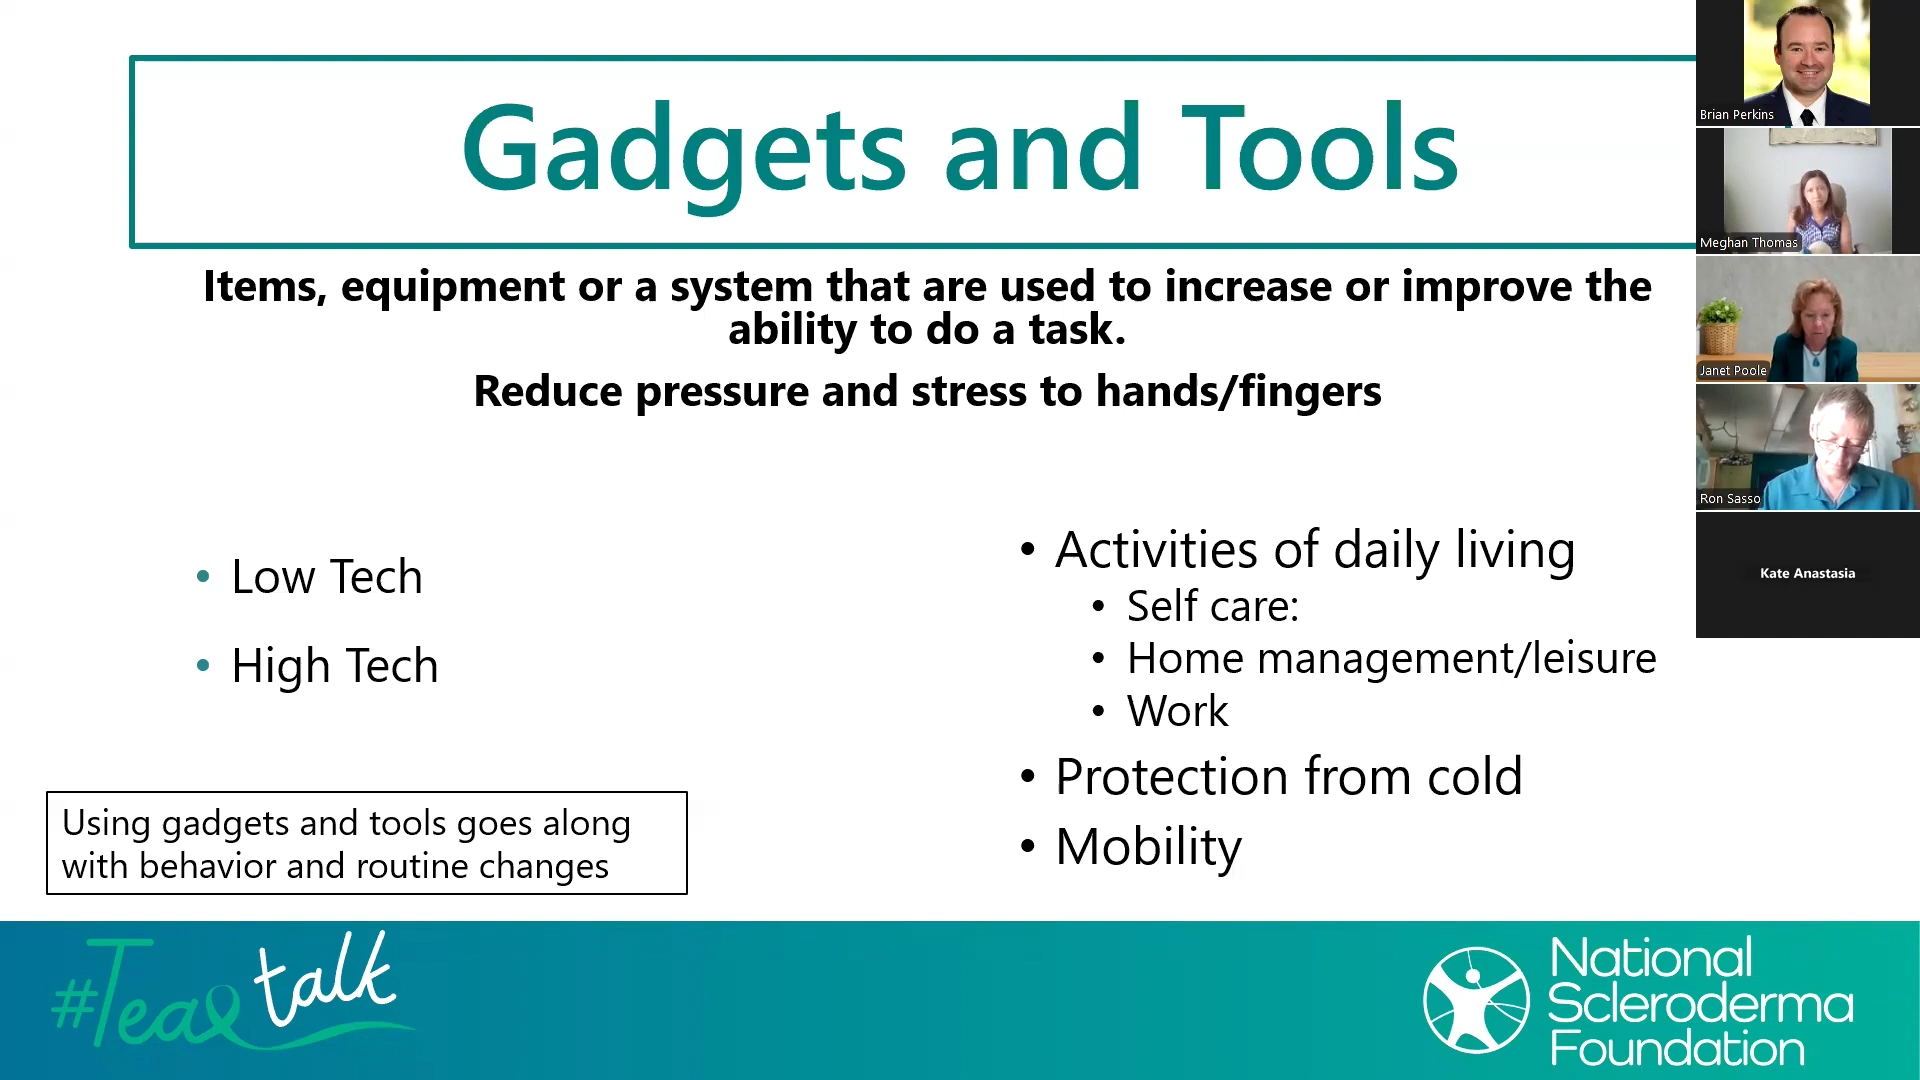 Gadgets and Tools
Items, equipment or a system that are used to increase or improve the
ability to do a task.
Reduce pressure and stress to hands/fingers
• Low Tech
• High Tech
• Activities of daily living
• Self care:
• Home management/leisure
• Work
• Protection from cold
• Mobility
Using gadgets and tools goes along
with behavior and routine changes
#Teal talk
National
Scleroderma
Foundation
Brian Perkins
Meghan Thomas
Janet Poole
Ron Sasso
Kate Anastasia